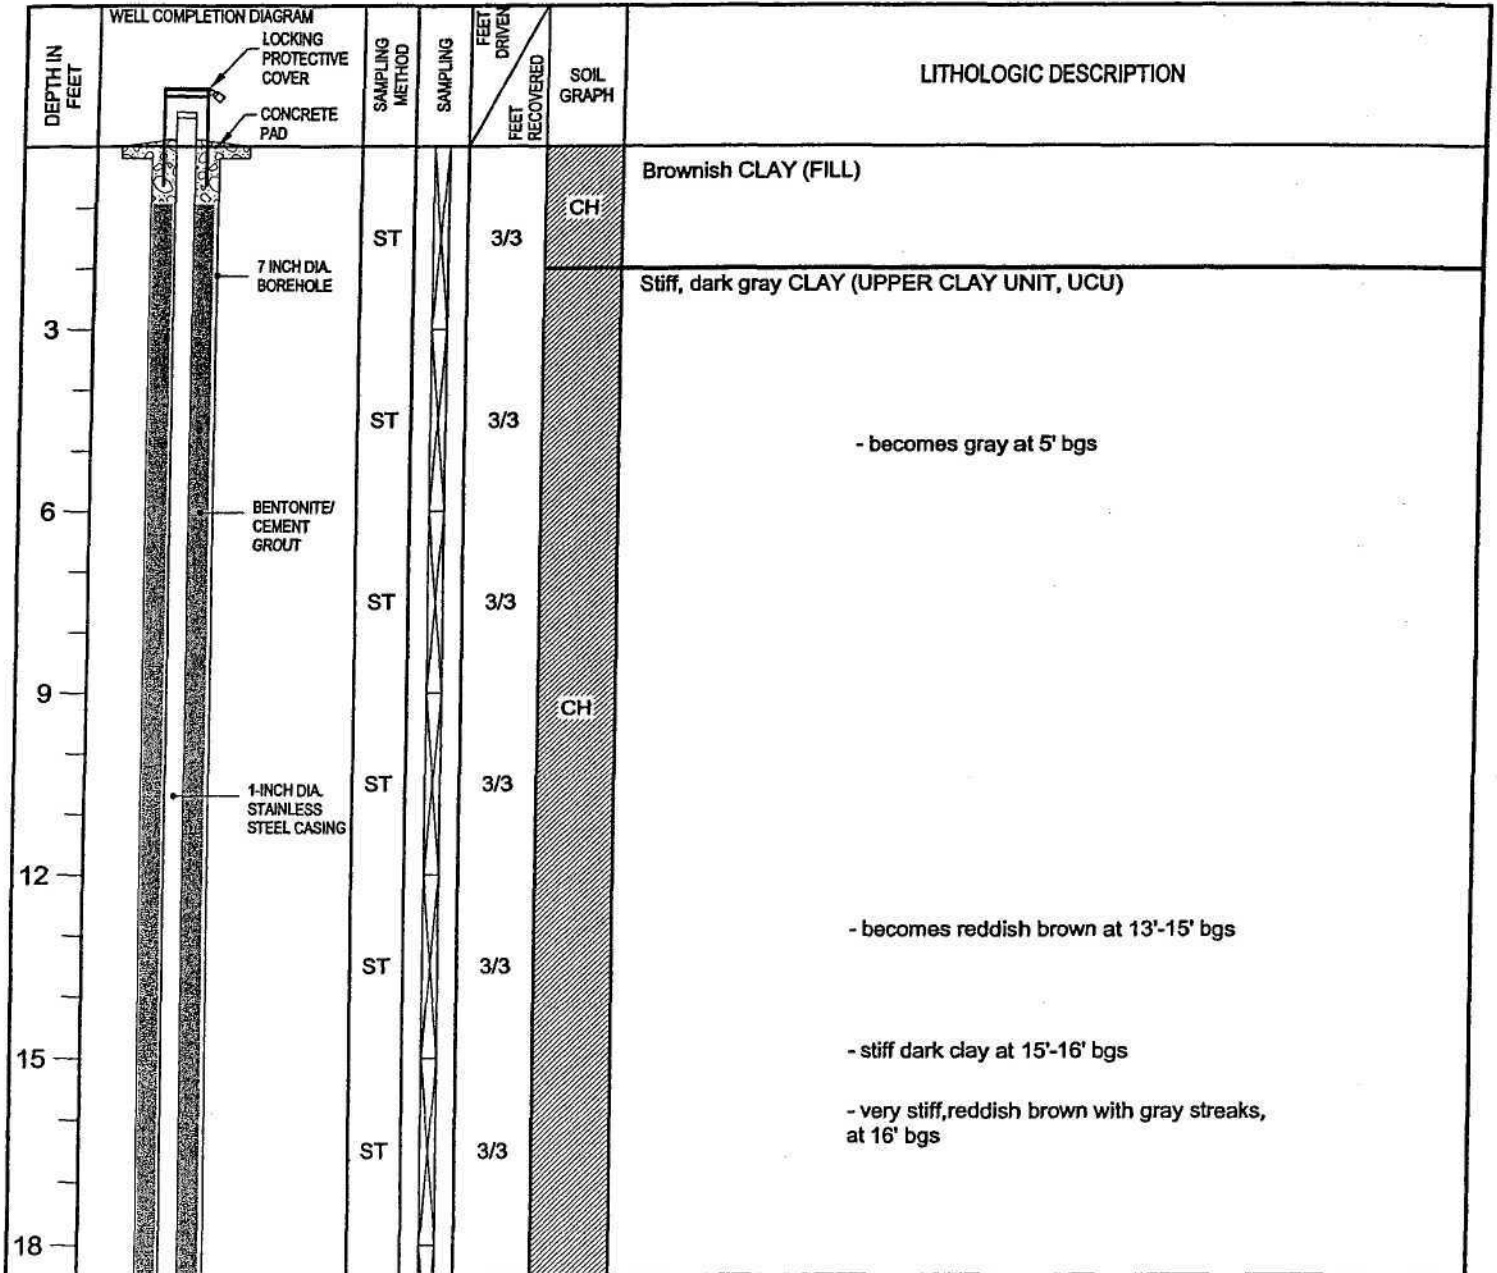 WELL COMPLETION DIAGRAM
DEPTH IN
FEET
LOCKING
PROTECTIVE
COVER
CONCRETE
PAD
SAMPLING
METHOD
SAMPLING
FEET
DRIVEN
FEET
RECOVERED
SOIL
GRAPH
LITHOLOGIC DESCRIPTION
Brownish CLAY (FILL)
CH
ST
3/3
7 INCH DIA.
BOREHOLE
Stiff, dark gray CLAY (UPPER CLAY UNIT, UCU)
3
ST
3/3
- becomes gray at 5' bgs
6
BENTONITE/
CEMENT
GROUT
ST
3/3
9
CH
ST
3/3
1-INCH DIA.
STAINLESS
STEEL CASING
12
- becomes reddish brown at 13'-15' bgs
ST
3/3
15
- stiff dark clay at 15'-16' bgs
- very stiff,reddish brown with gray streaks,
at 16' bgs
ST
3/3
18